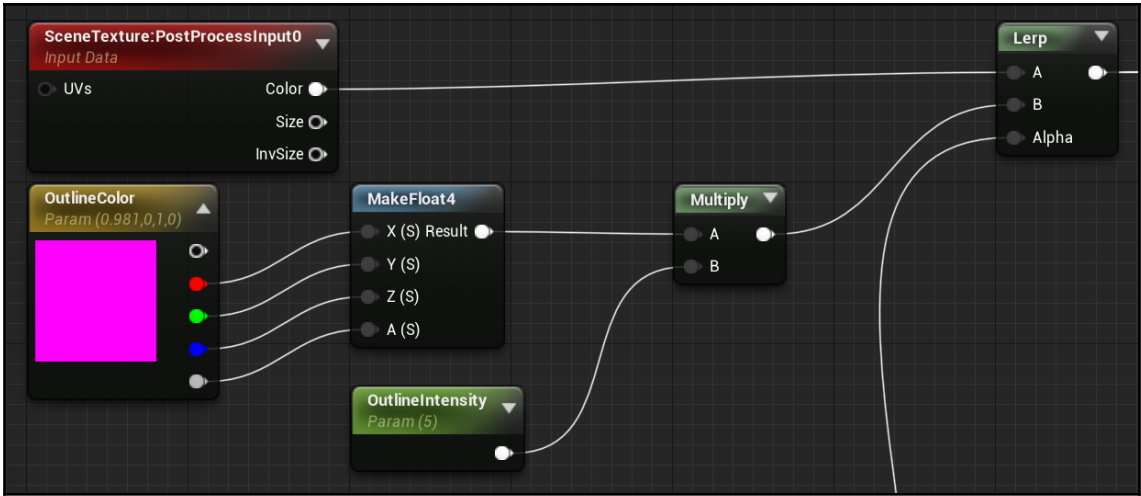 SceneTexture:PostProcessInput0
Input Data
UVs
Color
Size
InvSize
OutlineColor
Param (0.981,0,1,0)
MakeFloat4
X (S) Result
Y (S)
Z (S)
A (S)
OutlineIntensity
Param (5)
Multiply
A
B
Lerp
A
B
Alpha